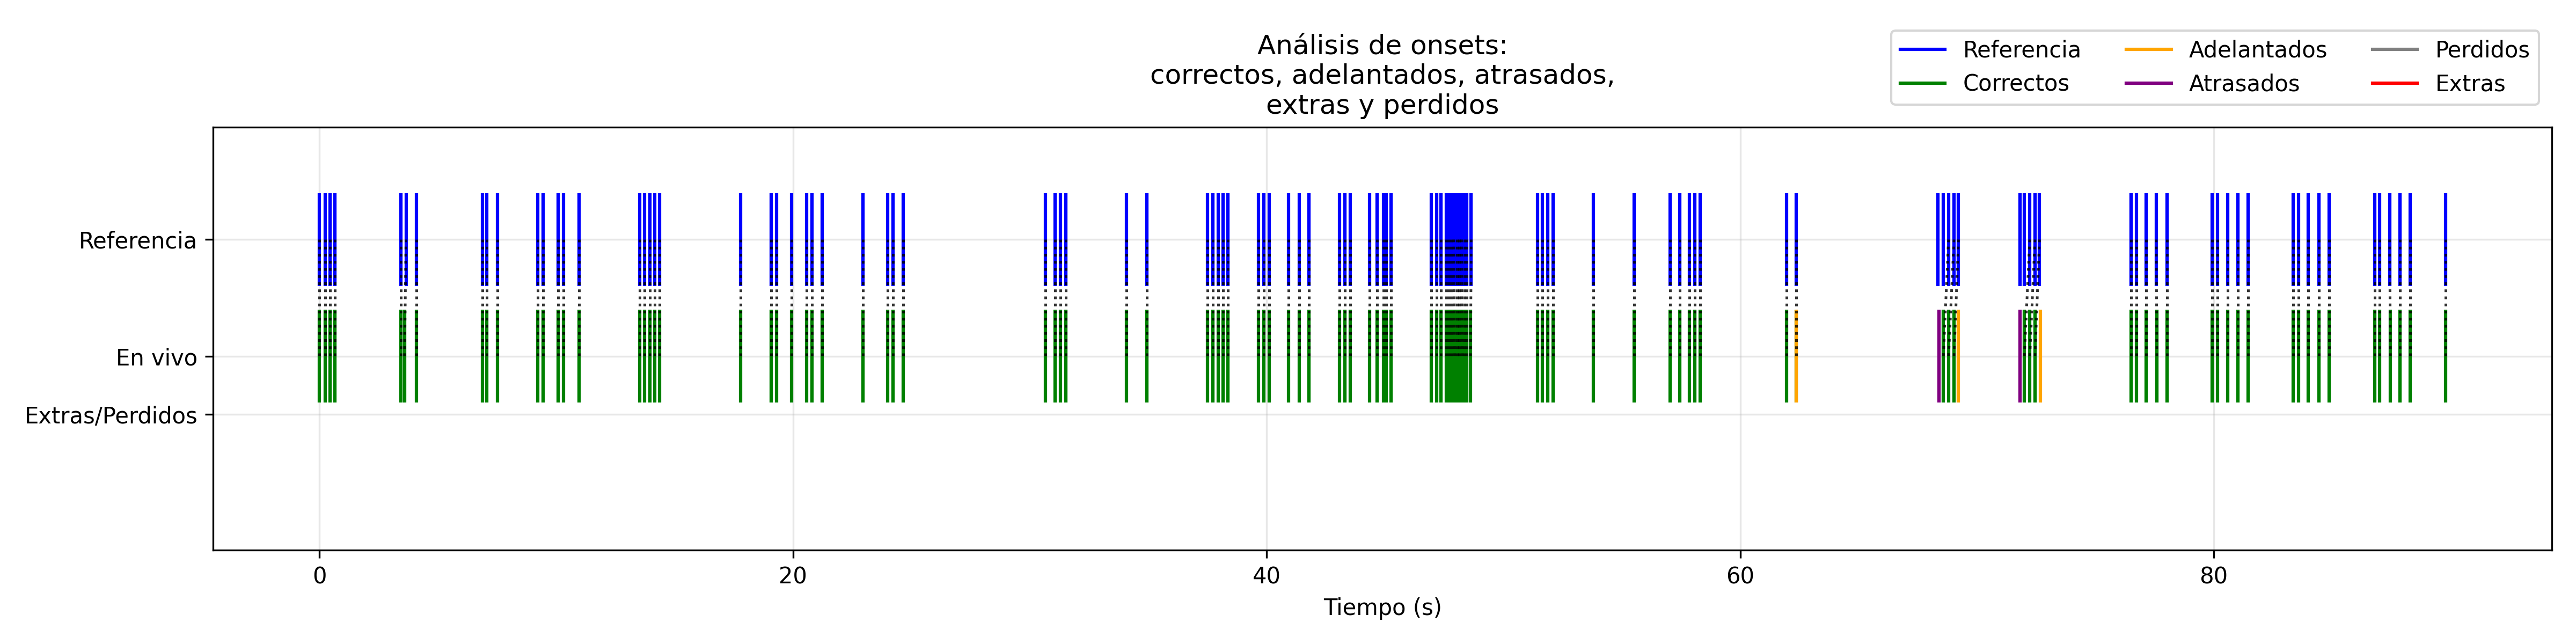 Análisis de onsets:
correctos, adelantados, atrasados,
extras y perdidos
Referencia
Adelantados
Perdidos
Correctos
Atrasados
Extras
Referencia
En vivo
Extras/Perdidos
0
20
40
60
80
Tiempo (s)